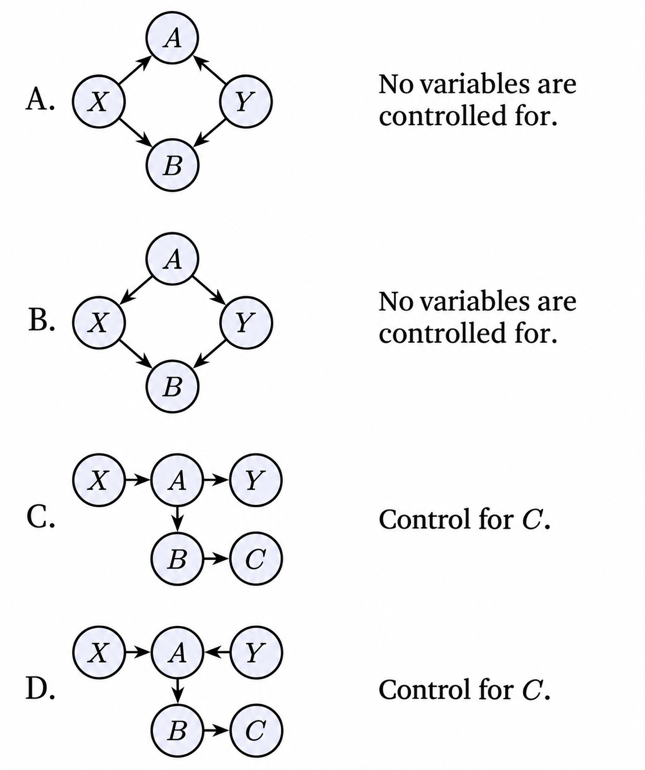 A
A.
X
Y
No variables are
controlled for.
B
A
B.
X
Y
No variables are
controlled for.
B
X
A
Y
C.
Control for C.
B
C
X
A
Y
D.
Control for C.
B
C